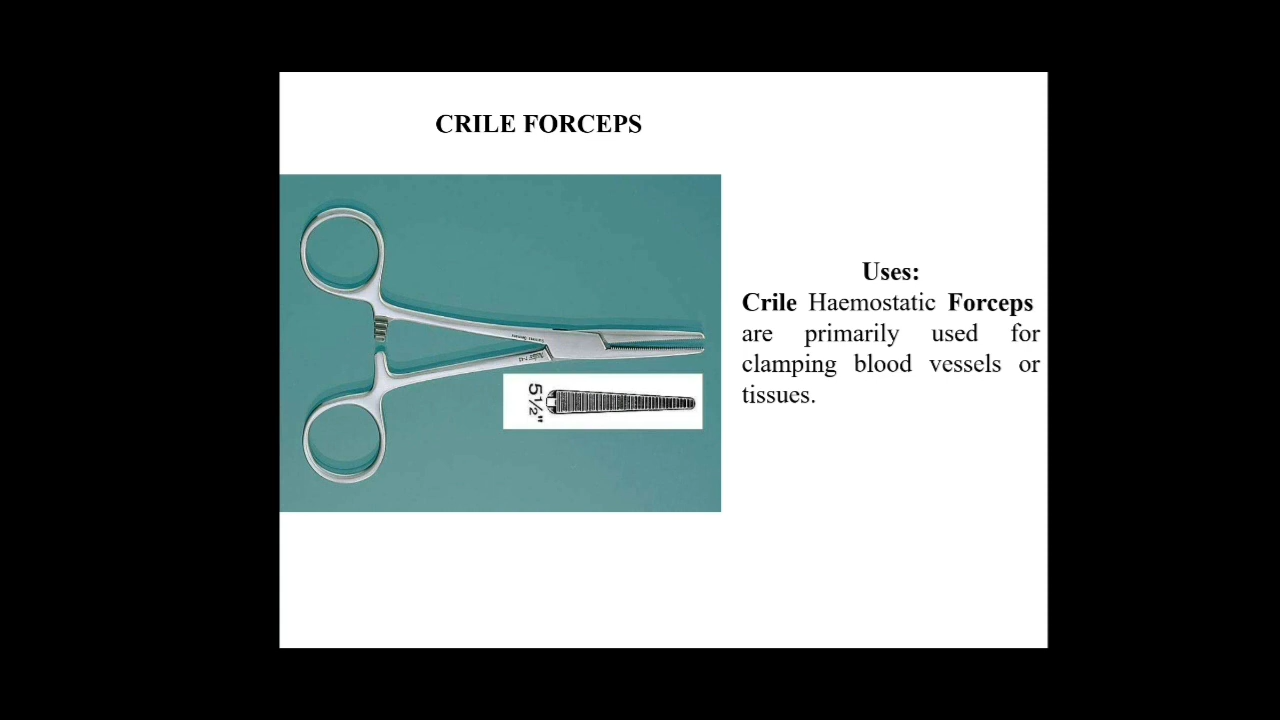 CRILE FORCEPS
Uses:
Crile Haemostatic Forceps
are primarily used for
clamping blood vessels or
tissues.
5½"